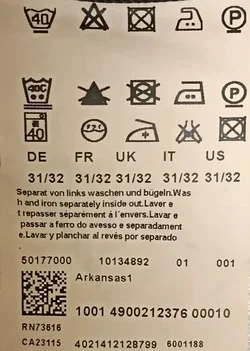 40 P
40C P
40
DE FR UK IT US
31/32 31/32 31/32 31/32 31/32
Separat von links waschen und bügeln.Was
h and iron separately inside out.Laver e
t repasser séparément à l'envers.Lavar e
passar a ferro do avesso e separadament
e.Lavar y planchar al revés por separado
.
50177000 10134892 01 001
Arkansas1
1001 4900212376 00010
RN73616
CA23115 4021412128799 6001188